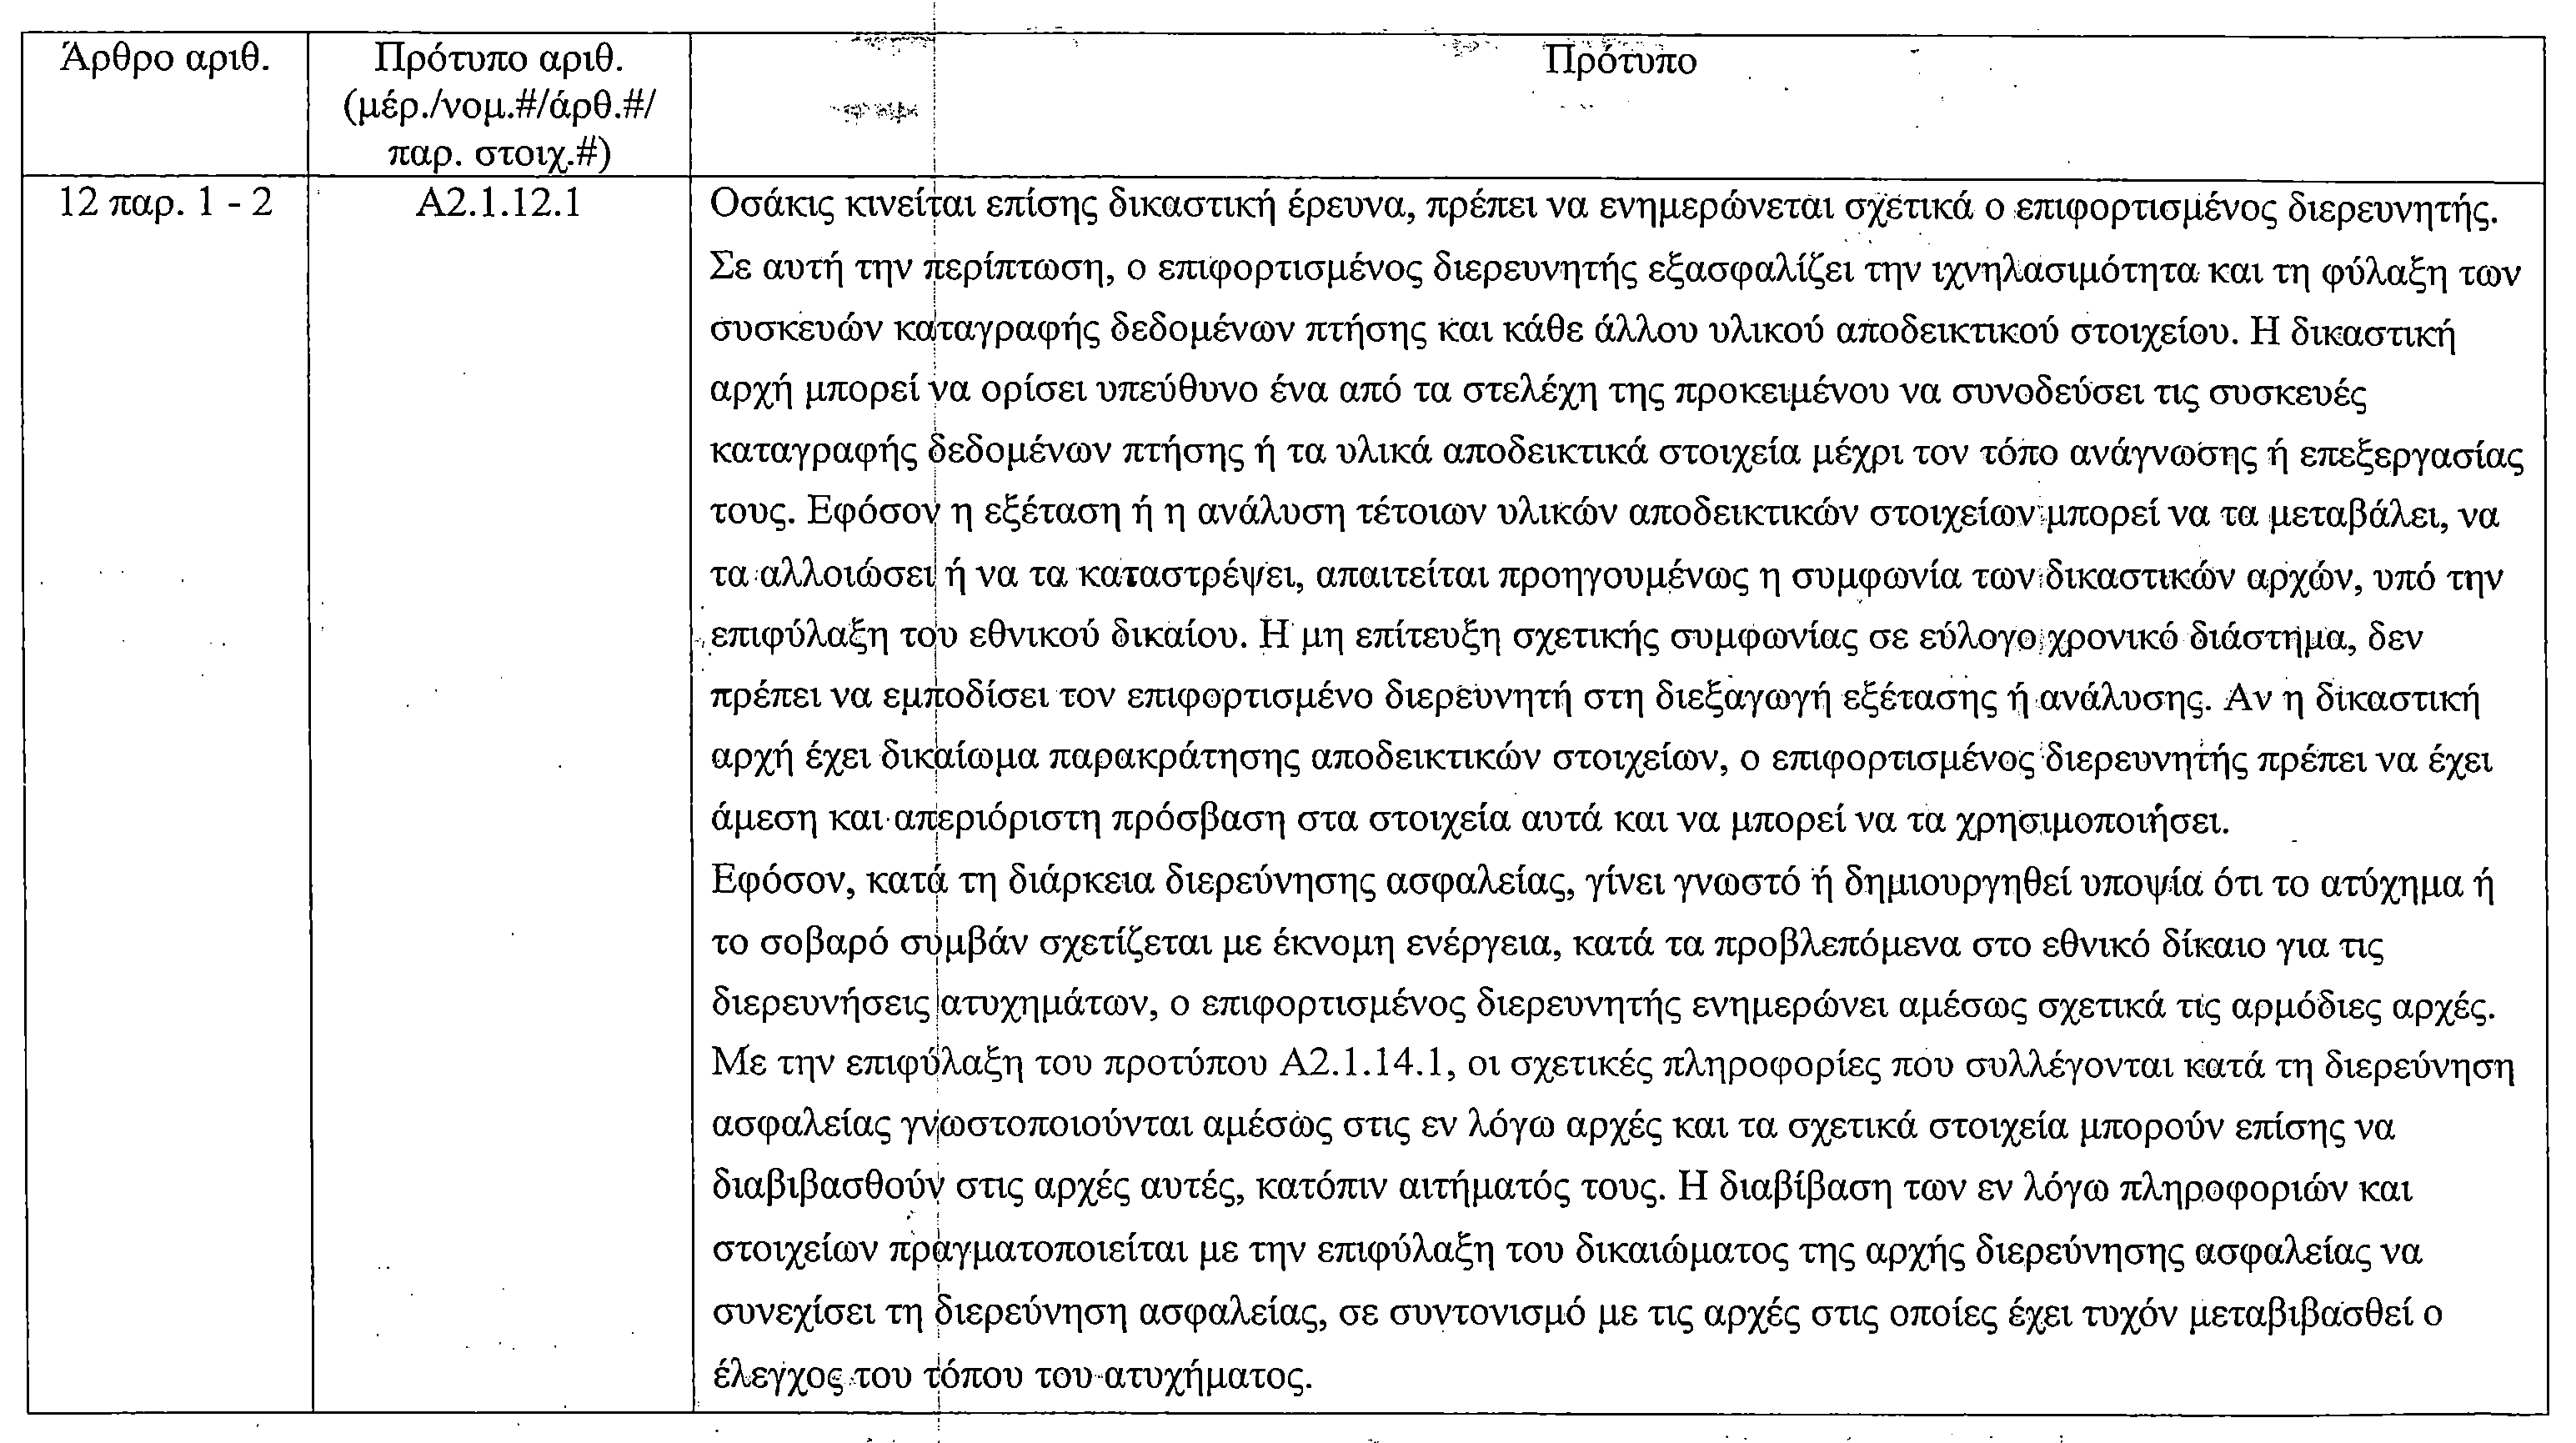 Άρθρο αριθ.
Πρότυπο αριθ.
(μέρ./νομ.#/άρθ.#/
παρ. στοιχ.#)
Πρότυπο
12 παρ. 1 - 2
Α2.1.12.1
Οσάκις κινείται επίσης δικαστική έρευνα, πρέπει να ενημερώνεται σχετικά ο επιφορτισμένος διερευνητής.
Σε αυτή την περίπτωση, ο επιφορτισμένος διερευνητής εξασφαλίζει την ιχνηλασιμότητα και τη φύλαξη των
συσκευών καταγραφής δεδομένων πτήσης και κάθε άλλου υλικού αποδεικτικού στοιχείου. Η δικαστική
αρχή μπορεί να ορίσει υπεύθυνο ένα από τα στελέχη της προκειμένου να συνοδεύσει τις συσκευές
καταγραφής δεδομένων πτήσης ή τα υλικά αποδεικτικά στοιχεία μέχρι τον τόπο ανάγνωσης ή επεξεργασίας
τους. Εφόσον η εξέταση ή η ανάλυση τέτοιων υλικών αποδεικτικών στοιχείων μπορεί να τα μεταβάλει, να
τα αλλοιώσει ή να τα καταστρέψει, απαιτείται προηγουμένως η συμφωνία των δικαστικών αρχών, υπό την
επιφύλαξη του εθνικού δικαίου. Η μη επίτευξη σχετικής συμφωνίας σε εύλογο χρονικό διάστημα, δεν
πρέπει να εμποδίσει τον επιφορτισμένο διερευνητή στη διεξαγωγή εξέτασης ή ανάλυσης. Αν η δικαστική
αρχή έχει δικαίωμα παρακράτησης αποδεικτικών στοιχείων, ο επιφορτισμένος διερευνητής πρέπει να έχει
άμεση και απεριόριστη πρόσβαση στα στοιχεία αυτά και να μπορεί να τα χρησιμοποιήσει.
Εφόσον, κατά τη διάρκεια διερεύνησης ασφαλείας, γίνει γνωστό ή δημιουργηθεί υποψία ότι το ατύχημα ή
το σοβαρό συμβάν σχετίζεται με έκνομη ενέργεια, κατά τα προβλεπόμενα στο εθνικό δίκαιο για τις
διερευνήσεις ατυχημάτων, ο επιφορτισμένος διερευνητής ενημερώνει αμέσως σχετικά τις αρμόδιες αρχές.
Με την επιφύλαξη του προτύπου Α2.1.14.1, οι σχετικές πληροφορίες που συλλέγονται κατά τη διερεύνηση
ασφαλείας γνωστοποιούνται αμέσως στις εν λόγω αρχές και τα σχετικά στοιχεία μπορούν επίσης να
διαβιβασθούν στις αρχές αυτές, κατόπιν αιτήματός τους. Η διαβίβαση των εν λόγω πληροφοριών και
στοιχείων πραγματοποιείται με την επιφύλαξη του δικαιώματος της αρχής διερεύνησης ασφαλείας να
συνεχίσει τη διερεύνηση ασφαλείας, σε συντονισμό με τις αρχές στις οποίες έχει τυχόν μεταβιβασθεί ο
έλεγχος του τόπου του ατυχήματος.